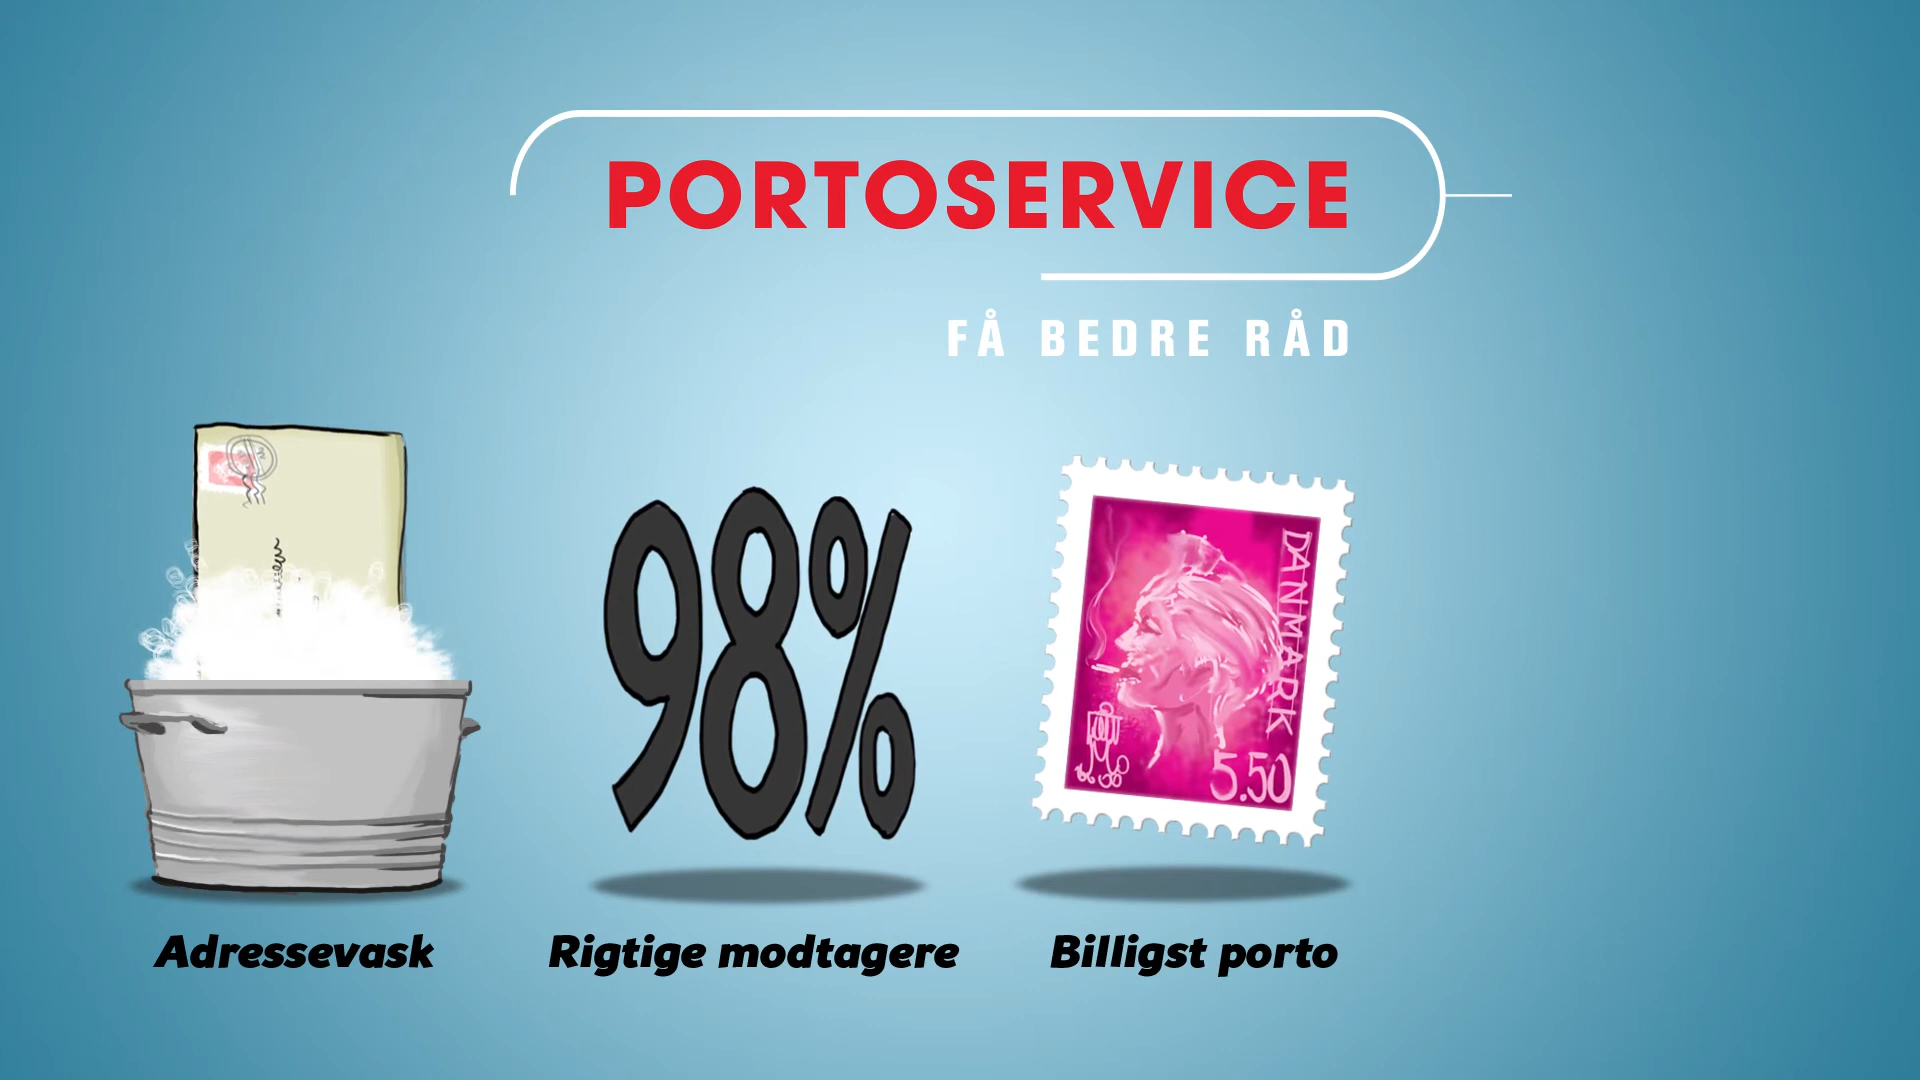 PORTOSERVICE
FÅ BEDRE RÅD
98%
DANMARK
5.50
Adressevask
Rigtige modtagere
Billigst porto